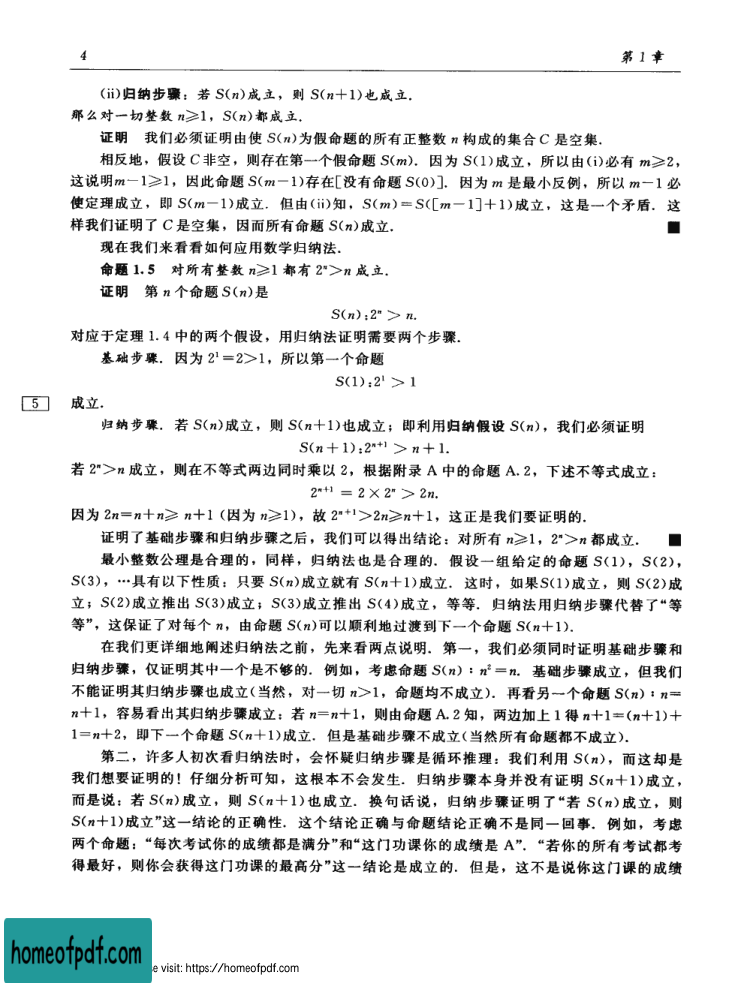 4 第 1 章
(ii)归纳步骤：若 S(n)成立，则 S(n+1)也成立.
那么对一切整数 n≥1，S(n)都成立.
证明 我们必须证明由使 S(n)为假命题的所有正整数 n 构成的集合 C 是空集.
相反地，假设 C 非空，则存在第一个假命题 S(m). 因为 S(1)成立，所以由(i)必有 m≥2，
这说明m−1≥1，因此命题 S(m−1)存在[没有命题 S(0)]. 因为 m 是最小反例，所以 m−1 必
使定理成立，即 S(m−1)成立. 但由(ii)知，S(m)=S([m−1]+1)成立，这是一个矛盾. 这
样我们证明了 C 是空集，因而所有命题 S(n)成立. ■
现在我们来看看如何应用数学归纳法.
命题 1.5 对所有整数 n≥1 都有 2ⁿ>n 成立.
证明 第 n 个命题 S(n)是
S(n):2ⁿ > n.
对应于定理 1.4 中的两个假设，用归纳法证明需要两个步骤.
基础步骤. 因为 2¹=2>1，所以第一个命题
S(1):2¹ > 1
5 成立.
归纳步骤. 若 S(n)成立，则 S(n+1)也成立；即利用归纳假设 S(n)，我们必须证明
S(n+1):2ⁿ⁺¹ > n+1.
若 2ⁿ>n 成立，则在不等式两边同时乘以 2，根据附录 A 中的命题 A.2，下述不等式成立：
2ⁿ⁺¹ = 2×2ⁿ > 2n.
因为 2n=n+n≥ n+1 (因为 n≥1)，故 2ⁿ⁺¹>2n≥n+1，这正是我们要证明的.
证明了基础步骤和归纳步骤之后，我们可以得出结论：对所有 n≥1，2ⁿ>n 都成立. ■
最小整数公理是合理的，同样，归纳法也是合理的. 假设一组给定的命题 S(1)，S(2)，
S(3)，…具有以下性质：只要 S(n)成立就有 S(n+1)成立. 这时，如果S(1)成立，则 S(2)成
立；S(2)成立推出 S(3)成立；S(3)成立推出 S(4)成立，等等. 归纳法用归纳步骤代替了“等
等”，这保证了对每个 n，由命题 S(n)可以顺利地过渡到下一个命题 S(n+1).
在我们更详细地阐述归纳法之前，先来看两点说明. 第一，我们必须同时证明基础步骤和
归纳步骤，仅证明其中一个是不够的. 例如，考虑命题 S(n)：n²=n. 基础步骤成立，但我们
不能证明其归纳步骤也成立(当然，对一切 n>1，命题均不成立). 再看另一个命题 S(n)：n=
n+1，容易看出其归纳步骤成立：若 n=n+1，则由命题 A.2 知，两边加上 1 得 n+1=(n+1)+
1=n+2，即下一个命题 S(n+1)成立. 但是基础步骤不成立(当然所有命题都不成立).
第二，许多人初次看归纳法时，会怀疑归纳步骤是循环推理：我们利用 S(n)，而这却是
我们想要证明的！仔细分析可知，这根本不会发生. 归纳步骤本身并没有证明 S(n+1)成立，
而是说：若 S(n)成立，则 S(n+1)也成立. 换句话说，归纳步骤证明了“若 S(n)成立，则
S(n+1)成立”这一结论的正确性. 这个结论正确与命题结论正确不是同一回事. 例如，考虑
两个命题：“每次考试你的成绩都是满分”和“这门功课你的成绩是 A”. “若你的所有考试都考
得最好，则你会获得这门功课的最高分”这一结论是成立的. 但是，这不是说你这门课的成绩
homeofpdf.com
e visit: https://homeofpdf.com